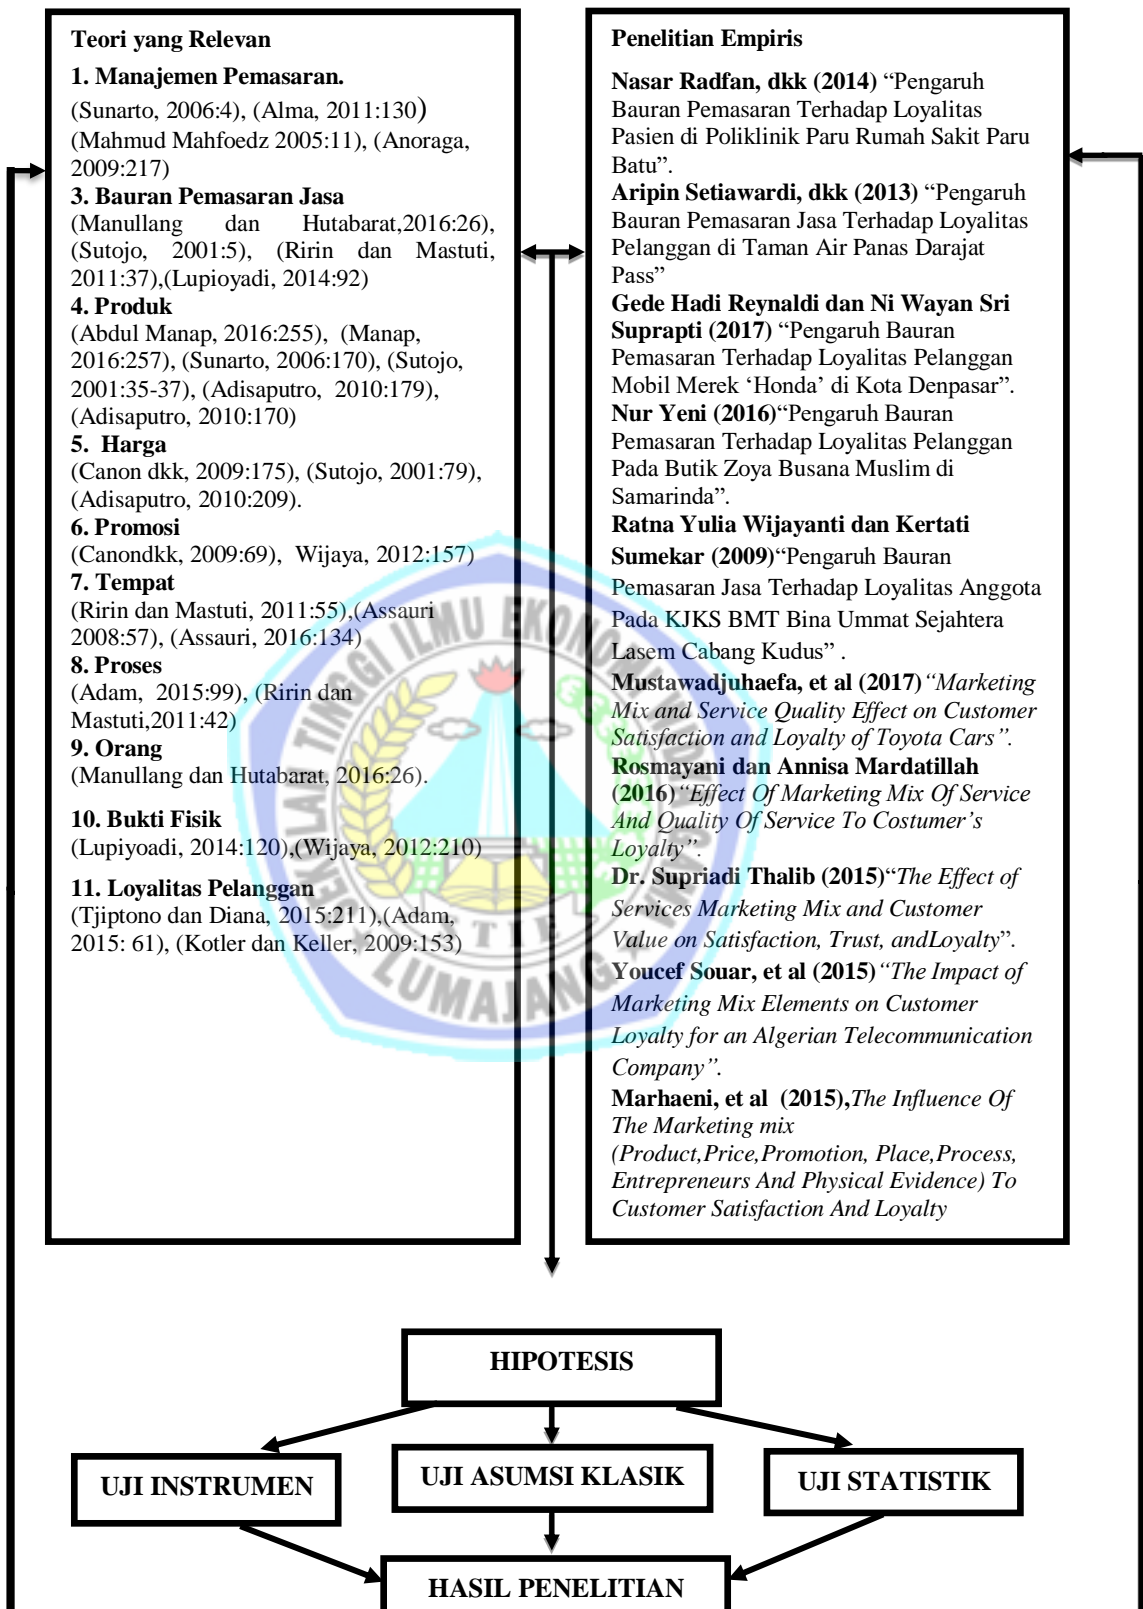 Teori yang Relevan
1. Manajemen Pemasaran.
(Sunarto, 2006:4), (Alma, 2011:130)
(Mahmud Mahfoedz 2005:11), (Anoraga,
2009:217)
3. Bauran Pemasaran Jasa
(Manullang dan Hutabarat,2016:26),
(Sutojo, 2001:5), (Ririn dan Mastuti,
2011:37),(Lupioyadi, 2014:92)
4. Produk
(Abdul Manap, 2016:255), (Manap,
2016:257), (Sunarto, 2006:170), (Sutojo,
2001:35-37), (Adisaputro, 2010:179),
(Adisaputro, 2010:170)
5. Harga
(Canon dkk, 2009:175), (Sutojo, 2001:79),
(Adisaputro, 2010:209).
6. Promosi
(Canondkk, 2009:69), Wijaya, 2012:157)
7. Tempat
(Ririn dan Mastuti, 2011:55),(Assauri
2008:57), (Assauri, 2016:134)
8. Proses
(Adam, 2015:99), (Ririn dan
Mastuti,2011:42)
9. Orang
(Manullang dan Hutabarat, 2016:26).
10. Bukti Fisik
(Lupiyoadi, 2014:120),(Wijaya, 2012:210)
11. Loyalitas Pelanggan
(Tjiptono dan Diana, 2015:211),(Adam,
2015: 61), (Kotler dan Keller, 2009:153)
Penelitian Empiris
Nasar Radfan, dkk (2014) “Pengaruh
Bauran Pemasaran Terhadap Loyalitas
Pasien di Poliklinik Paru Rumah Sakit Paru
Batu”.
Aripin Setiawardi, dkk (2013) “Pengaruh
Bauran Pemasaran Jasa Terhadap Loyalitas
Pelanggan di Taman Air Panas Darajat
Pass”
Gede Hadi Reynaldi dan Ni Wayan Sri
Suprapti (2017) “Pengaruh Bauran
Pemasaran Terhadap Loyalitas Pelanggan
Mobil Merek ‘Honda’ di Kota Denpasar”.
Nur Yeni (2016)“Pengaruh Bauran
Pemasaran Terhadap Loyalitas Pelanggan
Pada Butik Zoya Busana Muslim di
Samarinda”.
Ratna Yulia Wijayanti dan Kertati
Sumekar (2009)“Pengaruh Bauran
Pemasaran Jasa Terhadap Loyalitas Anggota
Pada KJKS BMT Bina Ummat Sejahtera
Lasem Cabang Kudus” .
Mustawadjuhaefa, et al (2017)“Marketing
Mix and Service Quality Effect on Customer
Satisfaction and Loyalty of Toyota Cars”.
Rosmayani dan Annisa Mardatillah
(2016)“Effect Of Marketing Mix Of Service
And Quality Of Service To Costumer’s
Loyalty”.
Dr. Supriadi Thalib (2015)“The Effect of
Services Marketing Mix and Customer
Value on Satisfaction, Trust, andLoyalty”.
Youcef Souar, et al (2015)“The Impact of
Marketing Mix Elements on Customer
Loyalty for an Algerian Telecommunication
Company”.
Marhaeni, et al (2015),The Influence Of
The Marketing mix
(Product,Price,Promotion, Place,Process,
Entrepreneurs And Physical Evidence) To
Customer Satisfaction And Loyalty
SEKOLAH TINGGI ILMU EKONOMI WIDYA GAMA
STIE
LUMAJANG
HIPOTESIS
UJI INSTRUMEN
UJI ASUMSI KLASIK
UJI STATISTIK
HASIL PENELITIAN